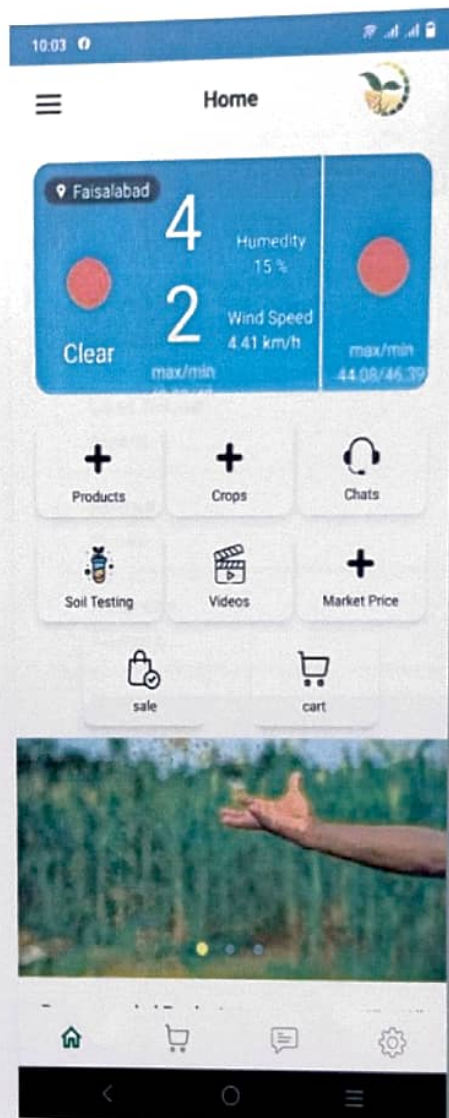 10:03
Home
Faisalabad
4
2
Humedity
15 %
Wind Speed
4.41 km/h
Clear
max/min
max/min
44.08/46.39
Products
Crops
Chats
Soil Testing
Videos
Market Price
sale
cart